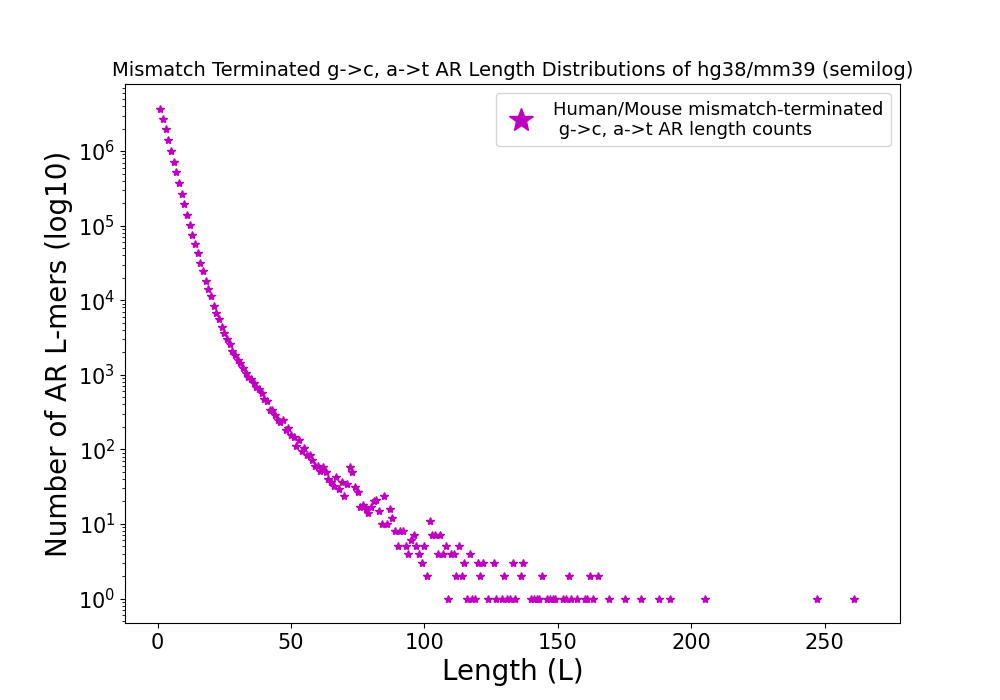 Mismatch Terminated g->c, a->t AR Length Distributions of hg38/mm39 (semilog)
Human/Mouse mismatch-terminated
g->c, a->t AR length counts
Number of AR L-mers (log10)
10^6
10^5
10^4
10^3
10^2
10^1
10^0
0 50 100 150 200 250
Length (L)